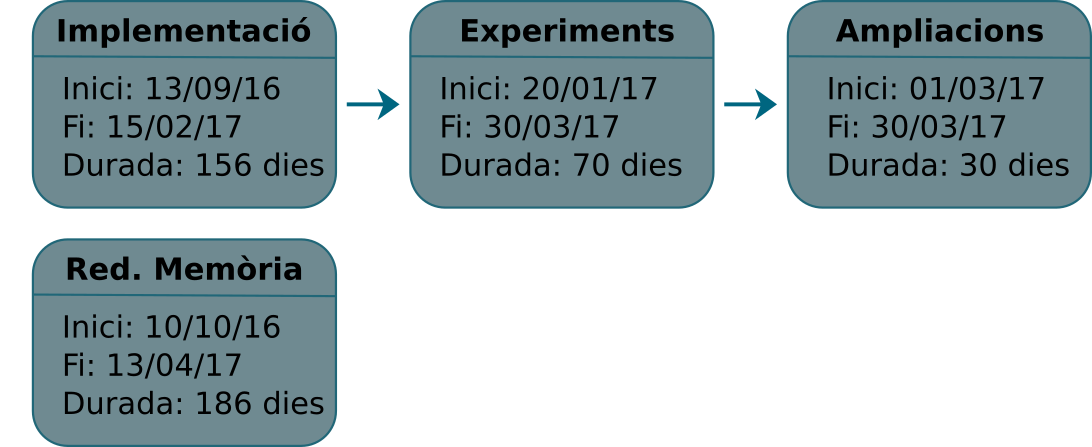 Implementació
Inici: 13/09/16
Fi: 15/02/17
Durada: 156 dies
Experiments
Inici: 20/01/17
Fi: 30/03/17
Durada: 70 dies
Ampliacions
Inici: 01/03/17
Fi: 30/03/17
Durada: 30 dies
Red. Memòria
Inici: 10/10/16
Fi: 13/04/17
Durada: 186 dies